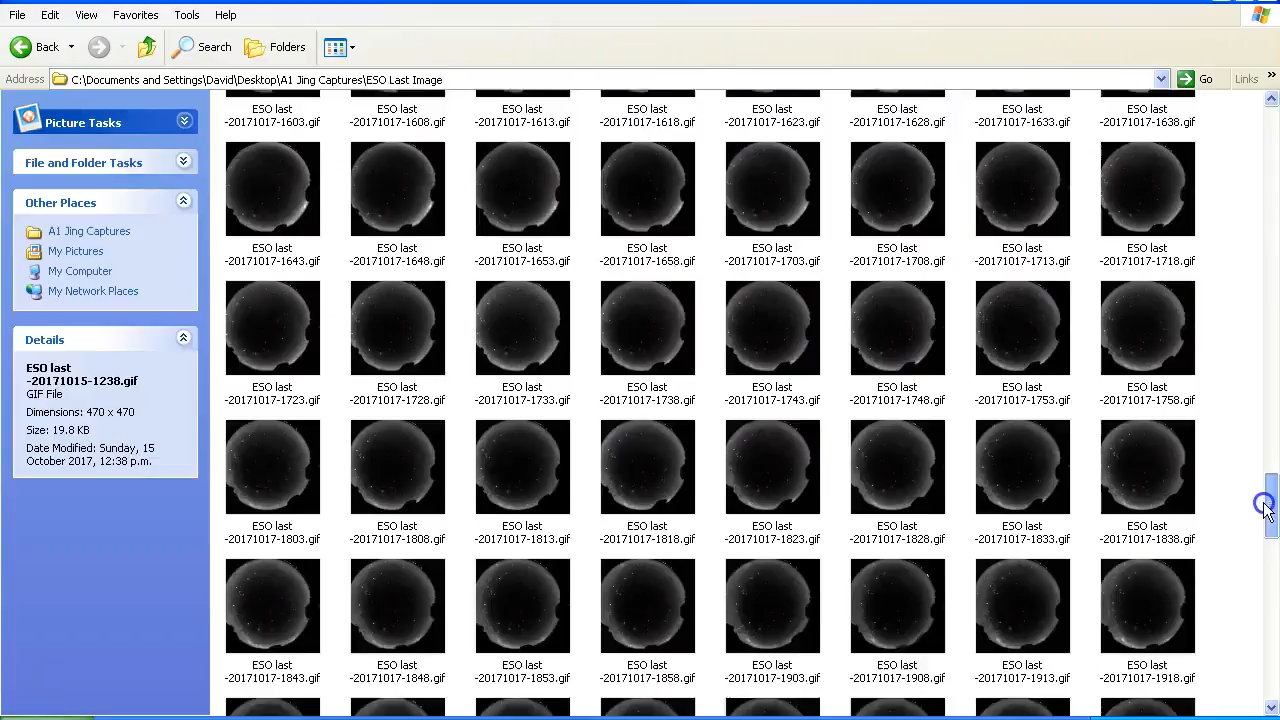 File Edit View Favorites Tools Help
Back Search Folders
Address C:\Documents and Settings\David\Desktop\A1 Jing Captures\ESO Last Image Go Links »
Picture Tasks
File and Folder Tasks
Other Places
A1 Jing Captures
My Pictures
My Computer
My Network Places
Details
ESO last
-20171015-1238.gif
GIF File
Dimensions: 470 x 470
Size: 19.8 KB
Date Modified: Sunday, 15
October 2017, 12:38 p.m.
ESO last ESO last ESO last ESO last ESO last ESO last ESO last ESO last
-20171017-1603.gif -20171017-1608.gif -20171017-1613.gif -20171017-1618.gif -20171017-1623.gif -20171017-1628.gif -20171017-1633.gif -20171017-1638.gif
ESO last ESO last ESO last ESO last ESO last ESO last ESO last ESO last
-20171017-1643.gif -20171017-1648.gif -20171017-1653.gif -20171017-1658.gif -20171017-1703.gif -20171017-1708.gif -20171017-1713.gif -20171017-1718.gif
ESO last ESO last ESO last ESO last ESO last ESO last ESO last ESO last
-20171017-1723.gif -20171017-1728.gif -20171017-1733.gif -20171017-1738.gif -20171017-1743.gif -20171017-1748.gif -20171017-1753.gif -20171017-1758.gif
ESO last ESO last ESO last ESO last ESO last ESO last ESO last ESO last
-20171017-1803.gif -20171017-1808.gif -20171017-1813.gif -20171017-1818.gif -20171017-1823.gif -20171017-1828.gif -20171017-1833.gif -20171017-1838.gif
ESO last ESO last ESO last ESO last ESO last ESO last ESO last ESO last
-20171017-1843.gif -20171017-1848.gif -20171017-1853.gif -20171017-1858.gif -20171017-1903.gif -20171017-1908.gif -20171017-1913.gif -20171017-1918.gif